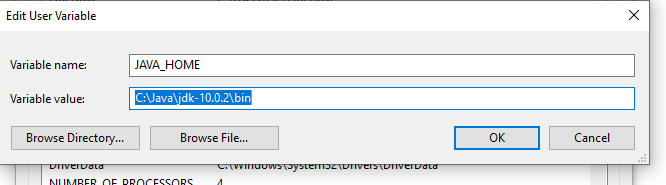 Edit User Variable
Variable name: JAVA_HOME
Variable value: C:\Java\jdk-10.0.2\bin
Browse Directory... Browse File... OK Cancel
DriverData C:\Windows\System32\Drivers\DriverData
NUMBER_OF_PROCESSORS 4